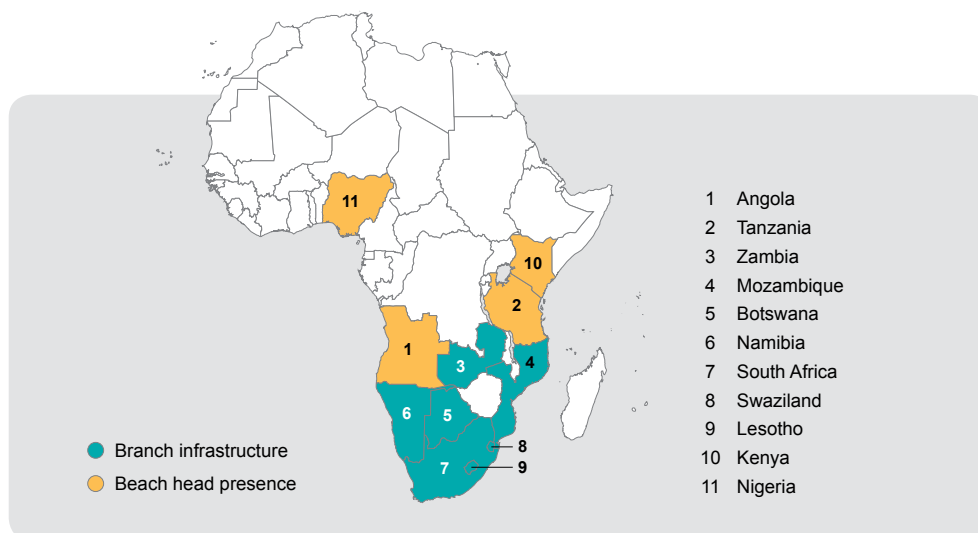 11
10
2
1
3
4
6
5
7
8
9
Branch infrastructure
Beach head presence
1 Angola
2 Tanzania
3 Zambia
4 Mozambique
5 Botswana
6 Namibia
7 South Africa
8 Swaziland
9 Lesotho
10 Kenya
11 Nigeria